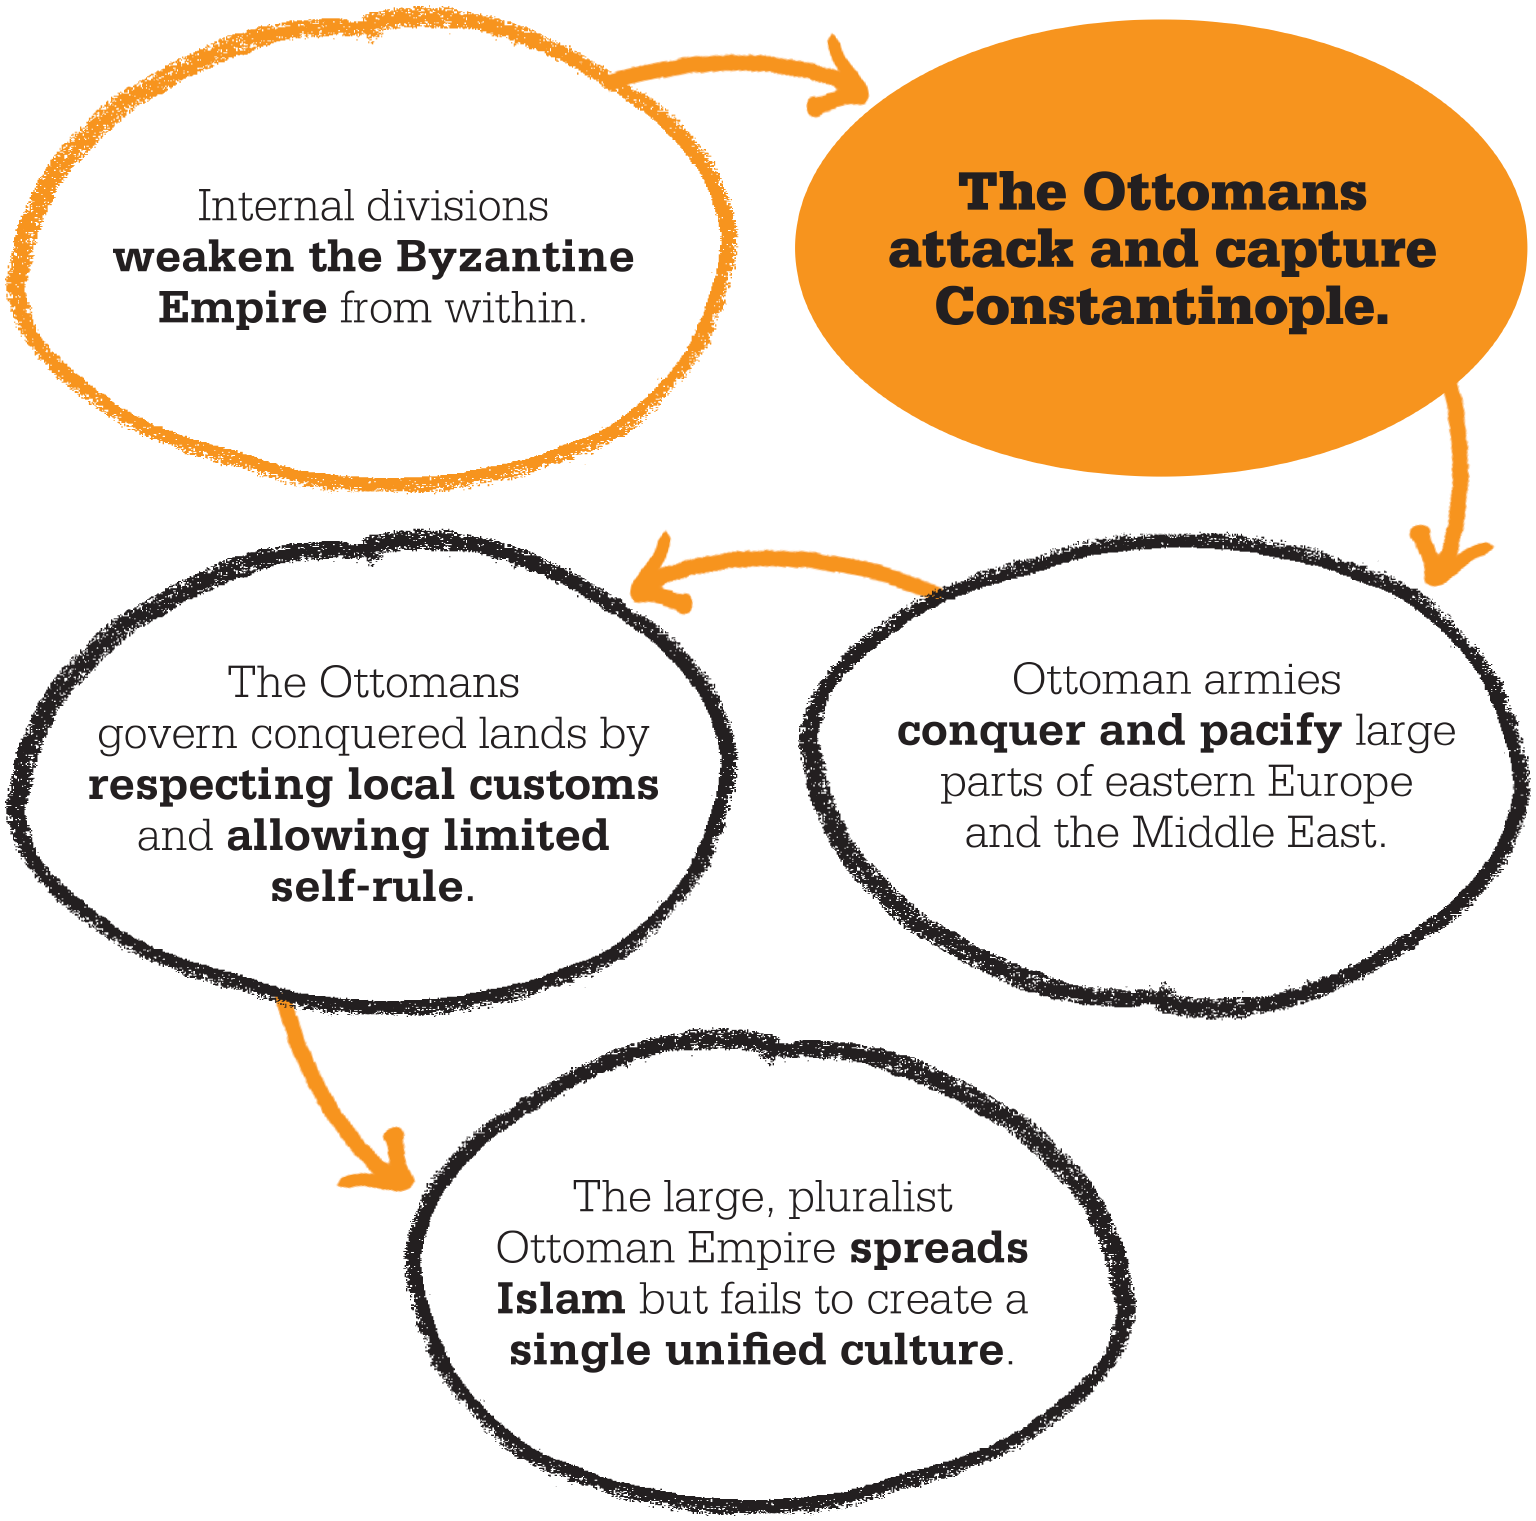 Internal divisions
weaken the Byzantine
Empire from within.
The Ottomans
attack and capture
Constantinople.
Ottoman armies
conquer and pacify large
parts of eastern Europe
and the Middle East.
The Ottomans
govern conquered lands by
respecting local customs
and allowing limited
self-rule.
The large, pluralist
Ottoman Empire spreads
Islam but fails to create a
single unified culture.